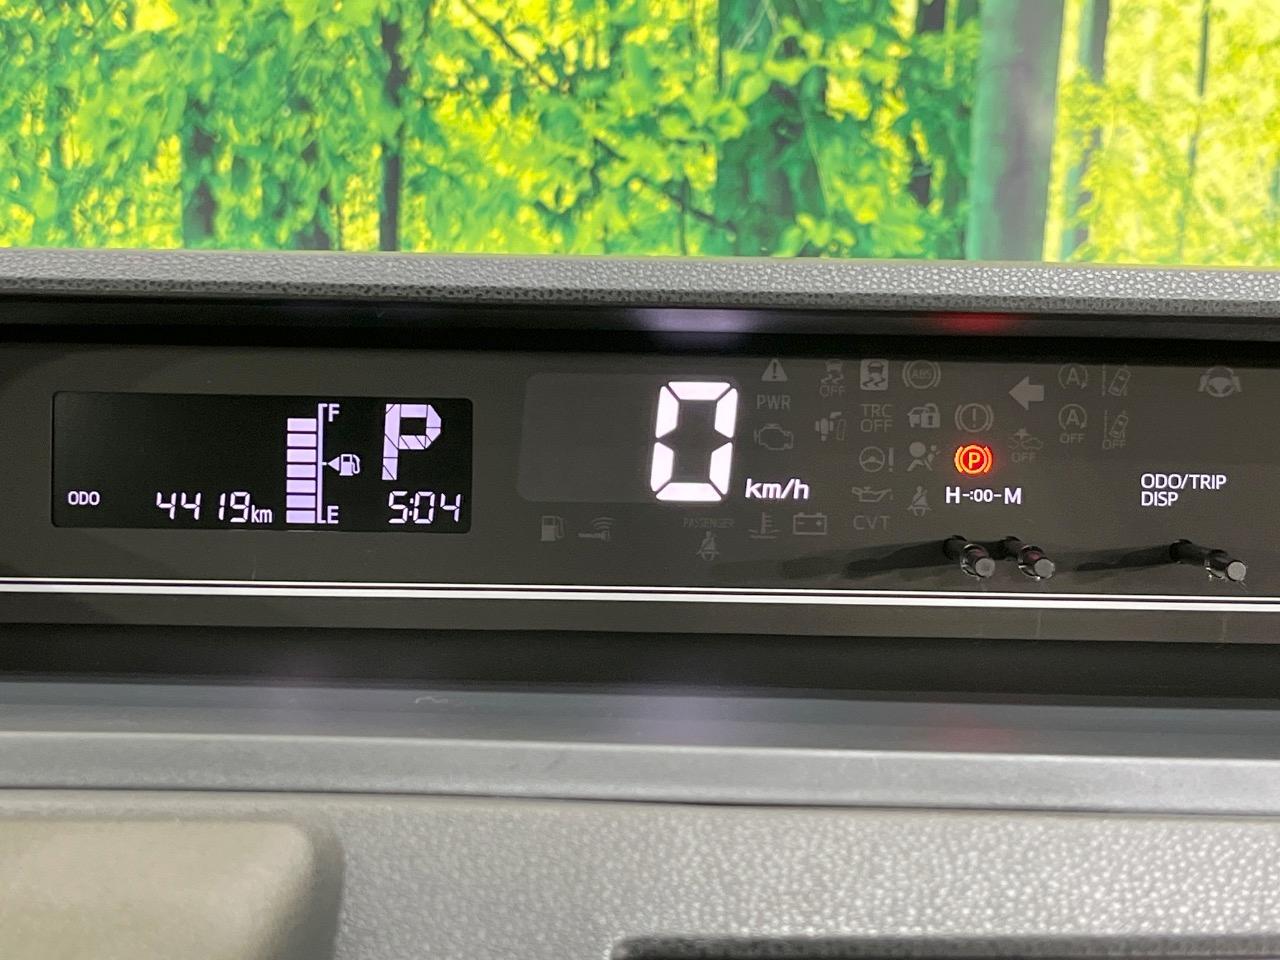 F
P
ODO 4419km
E
5:04
0
km/h
PWR
OFF
ABS
A
TRC
OFF
A
OFF
OFF
P
OFF
H-:00-M
ODO/TRIP
DISP
PASSENGER
CVT